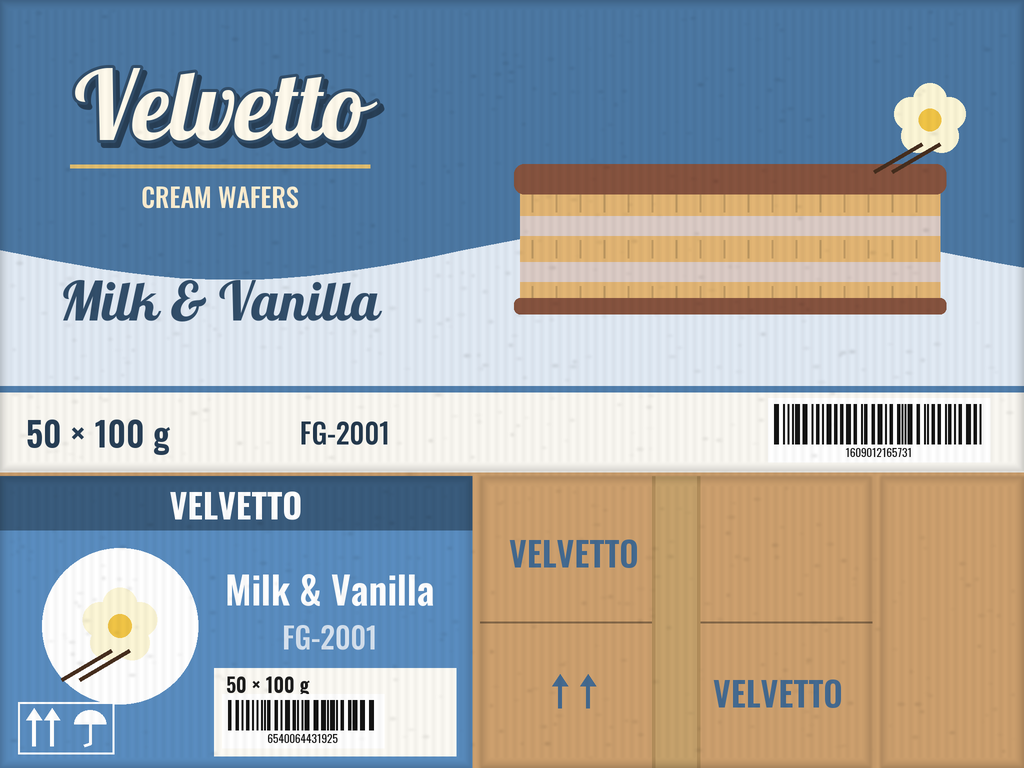 Velvetto
CREAM WAFERS
Milk & Vanilla
50 × 100 g
FG-2001
1609012165731
VELVETTO
Milk & Vanilla
FG-2001
50 × 100 g
6540064431925
VELVETTO
VELVETTO